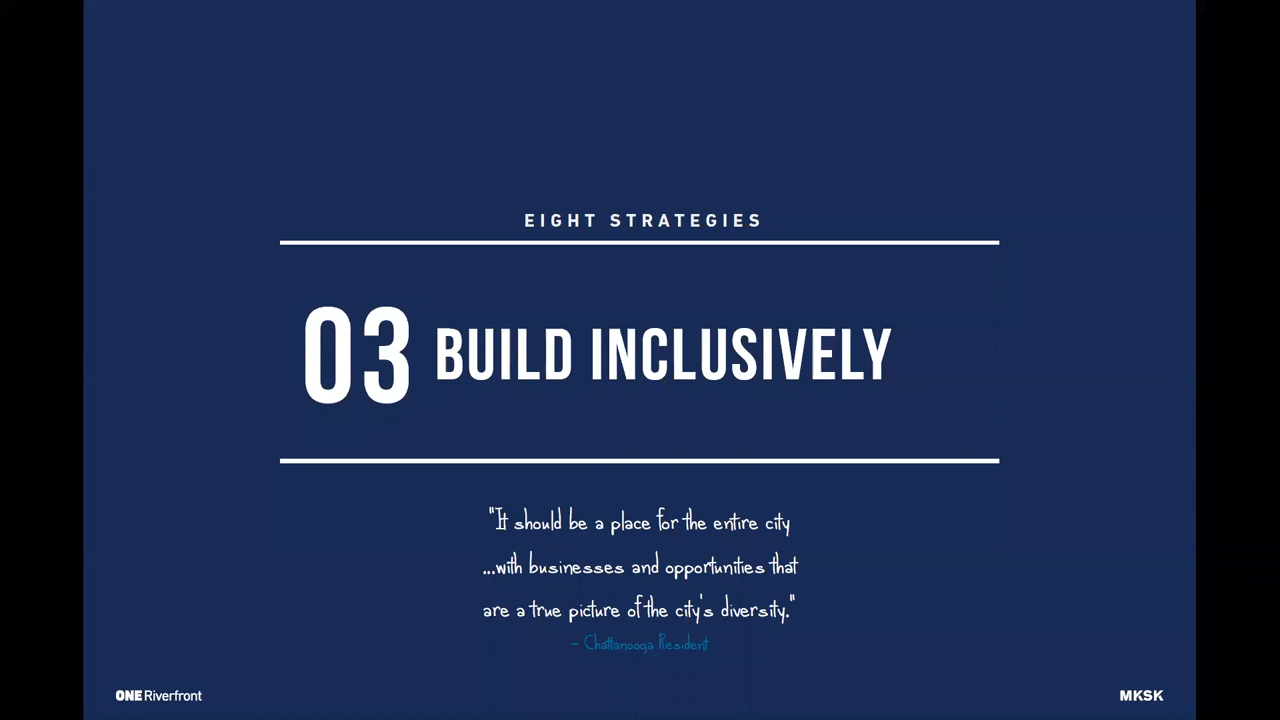 EIGHT STRATEGIES
03 BUILD INCLUSIVELY
"It should be a place for the entire city
...with businesses and opportunities that
are a true picture of the city's diversity."
- Chattanooga Resident
ONE Riverfront
MKSK